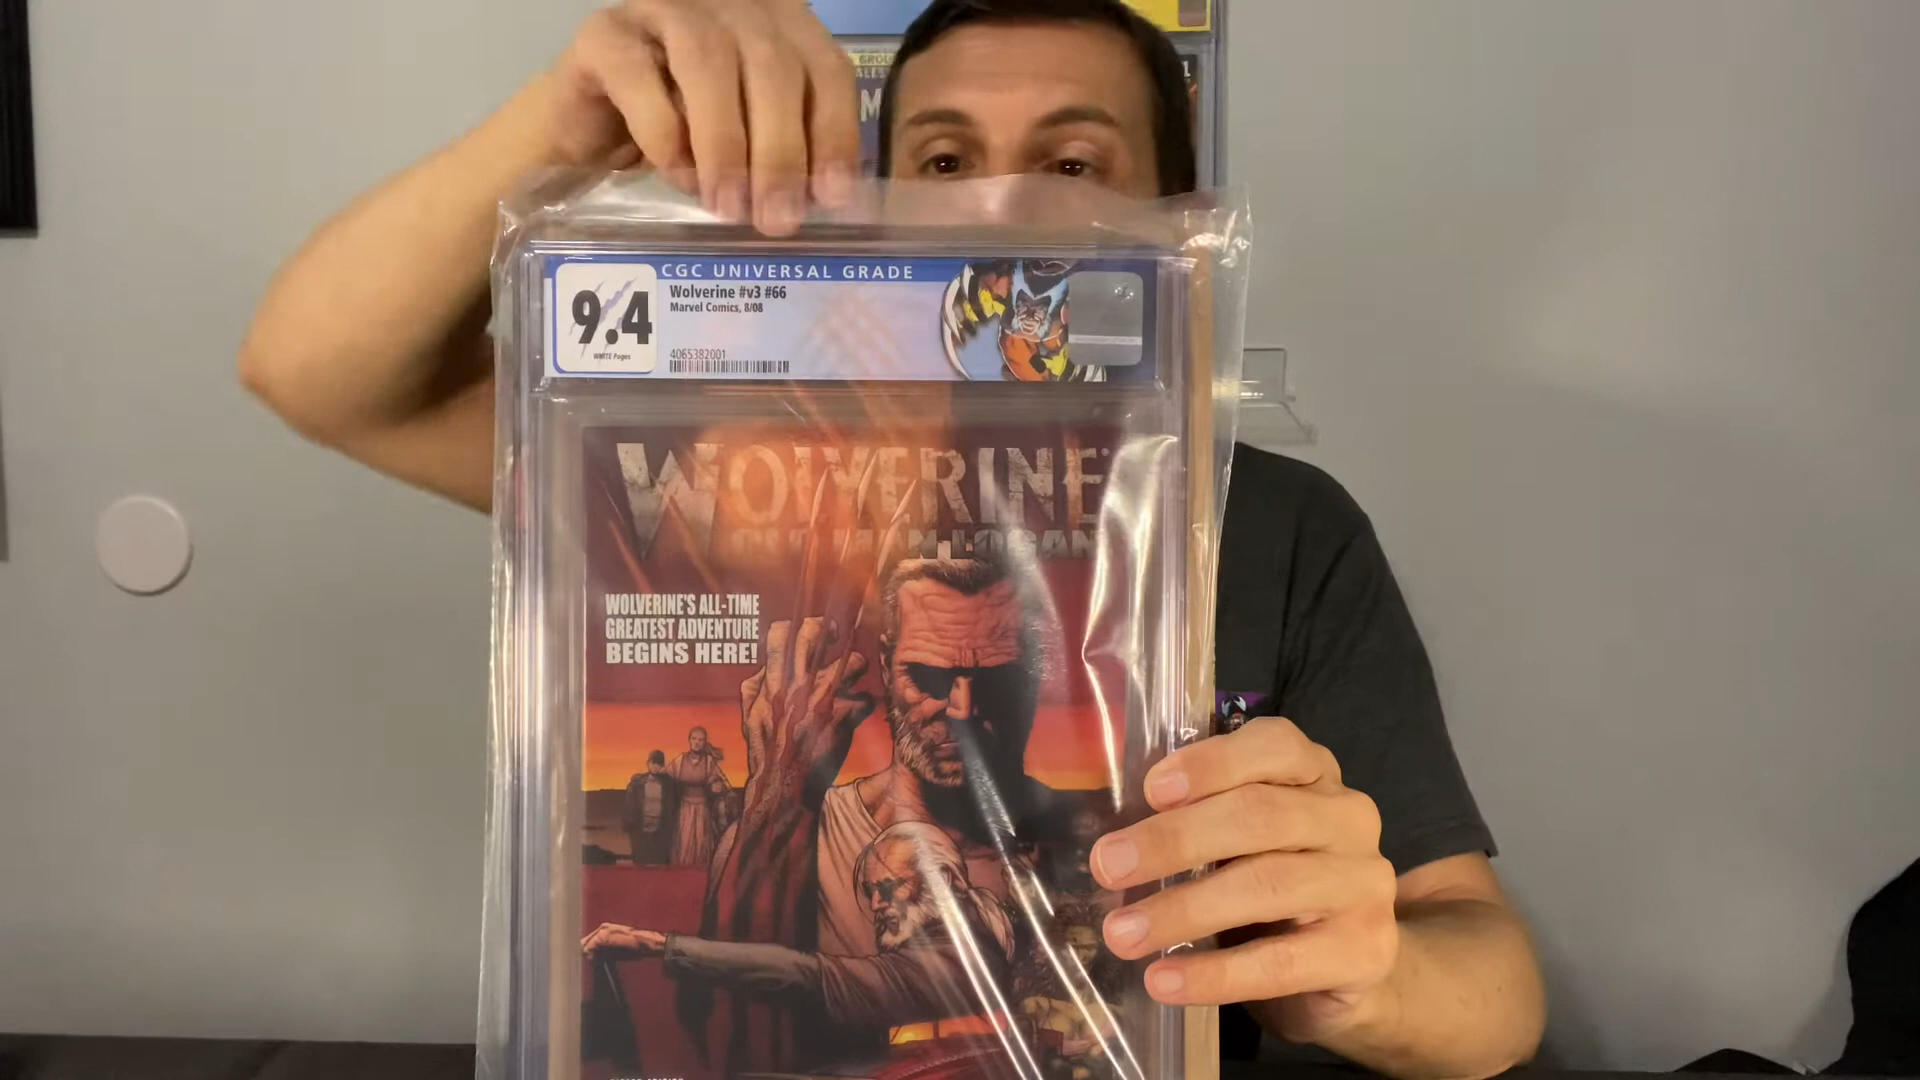 CGC UNIVERSAL GRADE
9.4
WHITE Pages
Wolverine #v3 #66
Marvel Comics, 8/08
4065382001
WOLVERINE
OLD MAN LOGAN
WOLVERINE'S ALL-TIME
GREATEST ADVENTURE
BEGINS HERE!